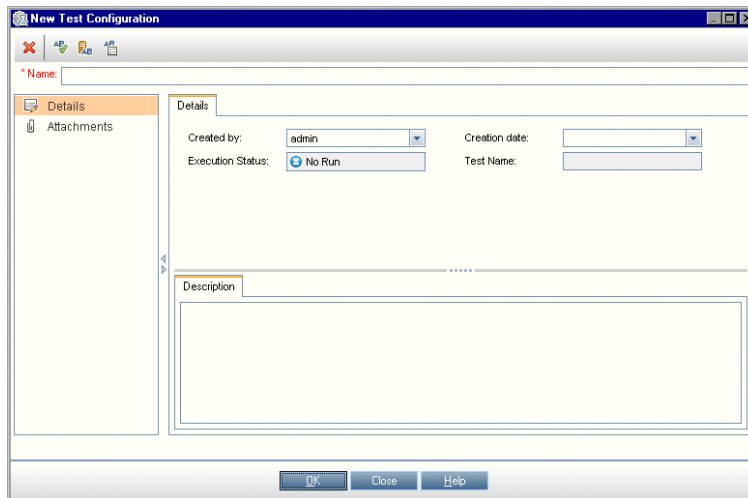 New Test Configuration
* Name:
Details
Attachments
Details
Created by: admin Creation date:
Execution Status: No Run Test Name:
Description
OK Close Help